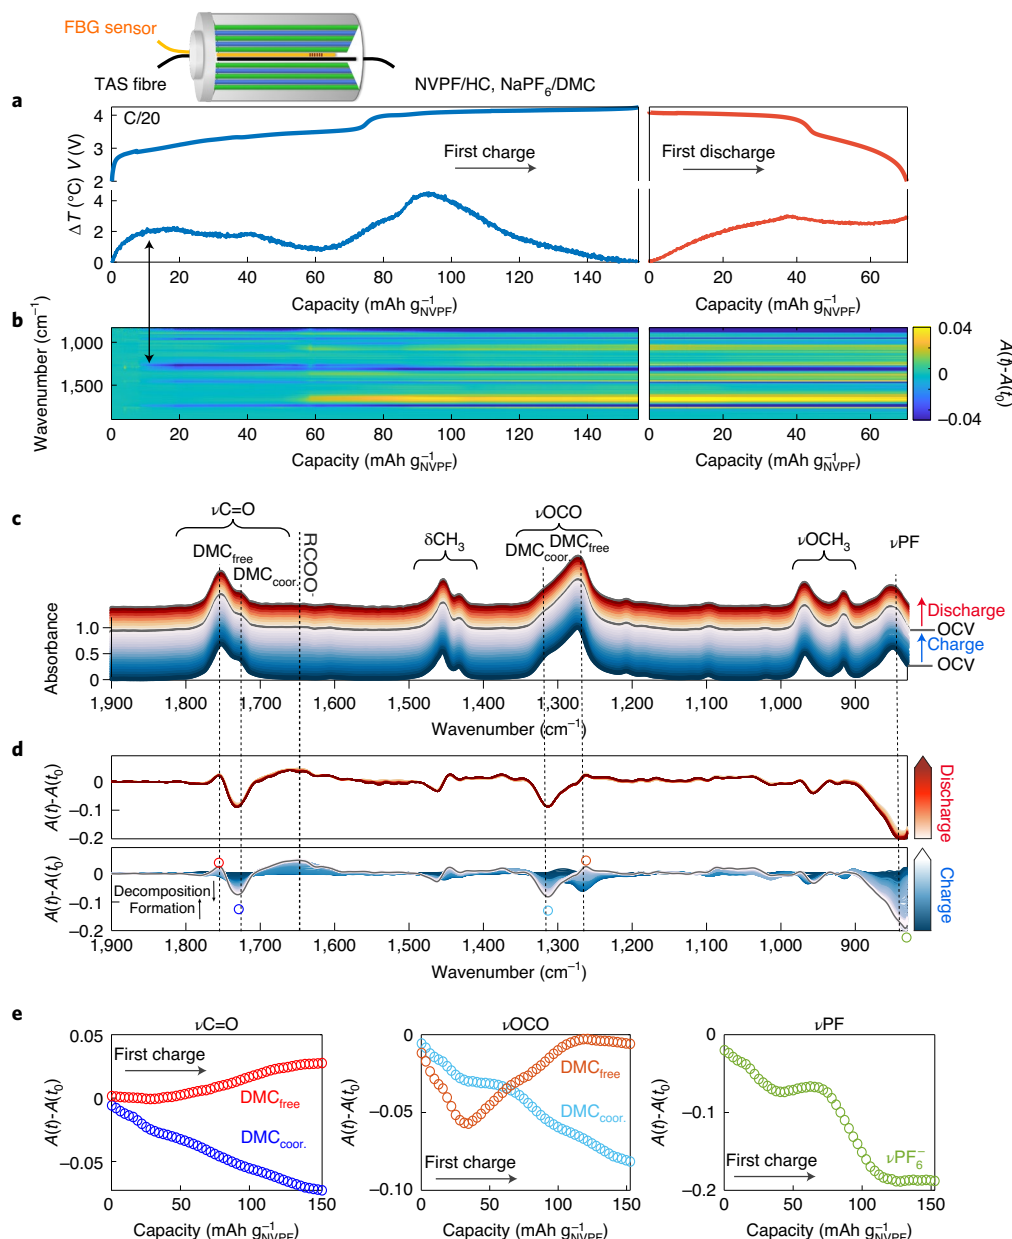 FBG sensor
TAS fibre
NVPF/HC, NaPF₆/DMC
a
C/20
V (V)
4
3
2
First charge
First discharge
ΔT (°C)
4
2
0
0 20 40 60 80 100 120 140
0 20 40 60
Capacity (mAh g⁻¹NVPF)
Capacity (mAh g⁻¹NVPF)
b
Wavenumber (cm⁻¹)
1,000
1,500
0 20 40 60 80 100 120 140
0 20 40 60
Capacity (mAh g⁻¹NVPF)
Capacity (mAh g⁻¹NVPF)
0.04
0
−0.04
A(t)-A(t₀)
c
νC=O
DMCfree
DMCcoor.
RCOO
δCH₃
νOCO
DMCcoor.
DMCfree
νOCH₃
νPF
Discharge
OCV
Charge
OCV
Absorbance
1.0
0.5
0
1,900 1,800 1,700 1,600 1,500 1,400 1,300 1,200 1,100 1,000 900
Wavenumber (cm⁻¹)
d
A(t)-A(t₀)
0
−0.1
−0.2
Discharge
A(t)-A(t₀)
0
−0.1
−0.2
Decomposition
Formation
Charge
1,900 1,800 1,700 1,600 1,500 1,400 1,300 1,200 1,100 1,000 900
Wavenumber (cm⁻¹)
e
νC=O
A(t)-A(t₀)
0.05
0
−0.05
First charge
DMCfree
DMCcoor.
0 50 100 150
Capacity (mAh g⁻¹NVPF)
νOCO
A(t)-A(t₀)
0
−0.05
−0.10
DMCfree
DMCcoor.
First charge
0 50 100 150
Capacity (mAh g⁻¹NVPF)
νPF
A(t)-A(t₀)
0
−0.1
−0.2
νPF₆⁻
First charge
0 50 100 150
Capacity (mAh g⁻¹NVPF)